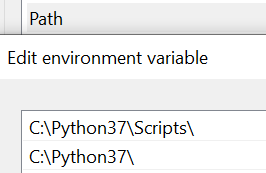 Path
Edit environment variable
C:\Python37\Scripts\
C:\Python37\